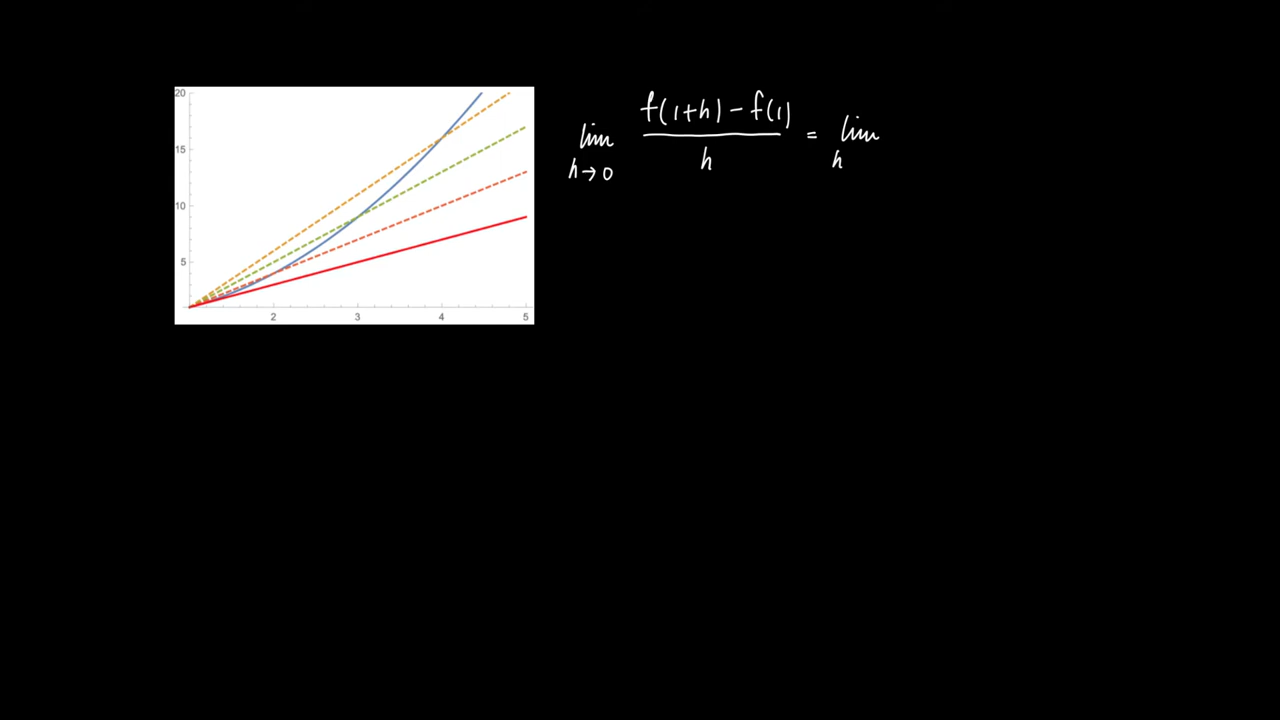 20
15
10
5
2 3 4 5
lim h→0 f(1+h) - f(1) / h = lim h